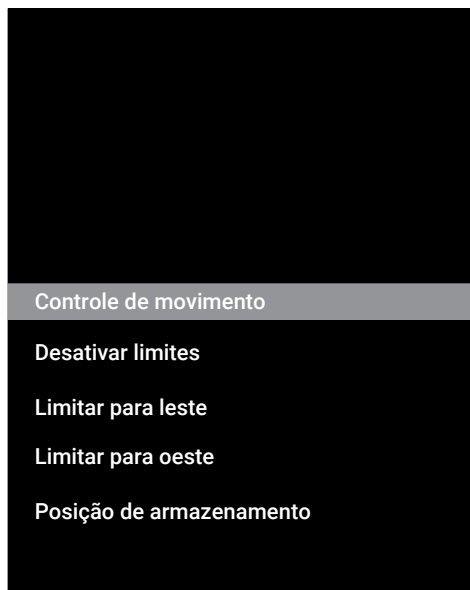 Controle de movimento
Desativar limites
Limitar para leste
Limitar para oeste
Posição de armazenamento